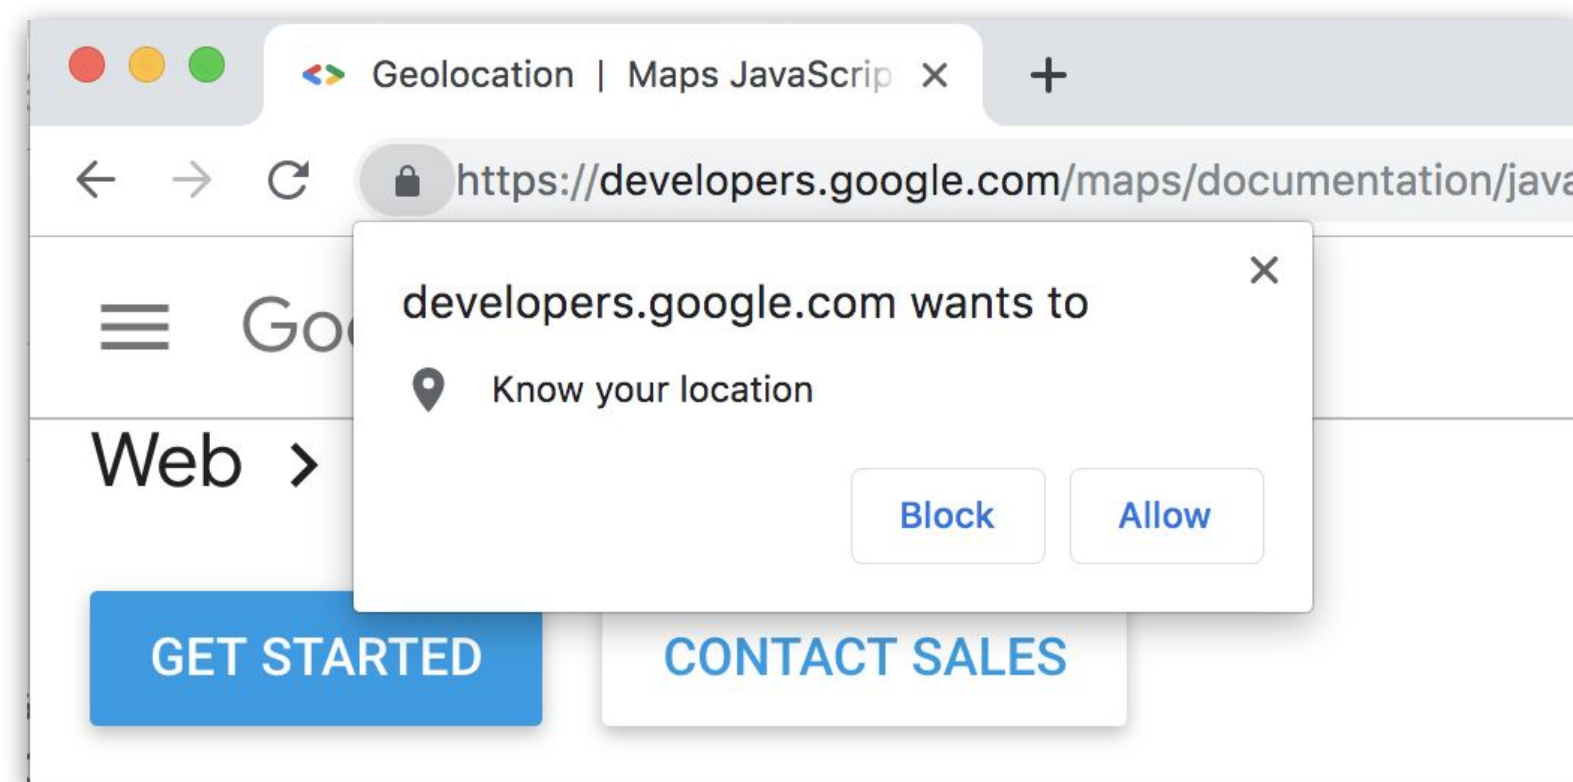 Geolocation | Maps JavaScrip
https://developers.google.com/maps/documentation/java
developers.google.com wants to
Know your location
Block Allow
Web >
GET STARTED CONTACT SALES